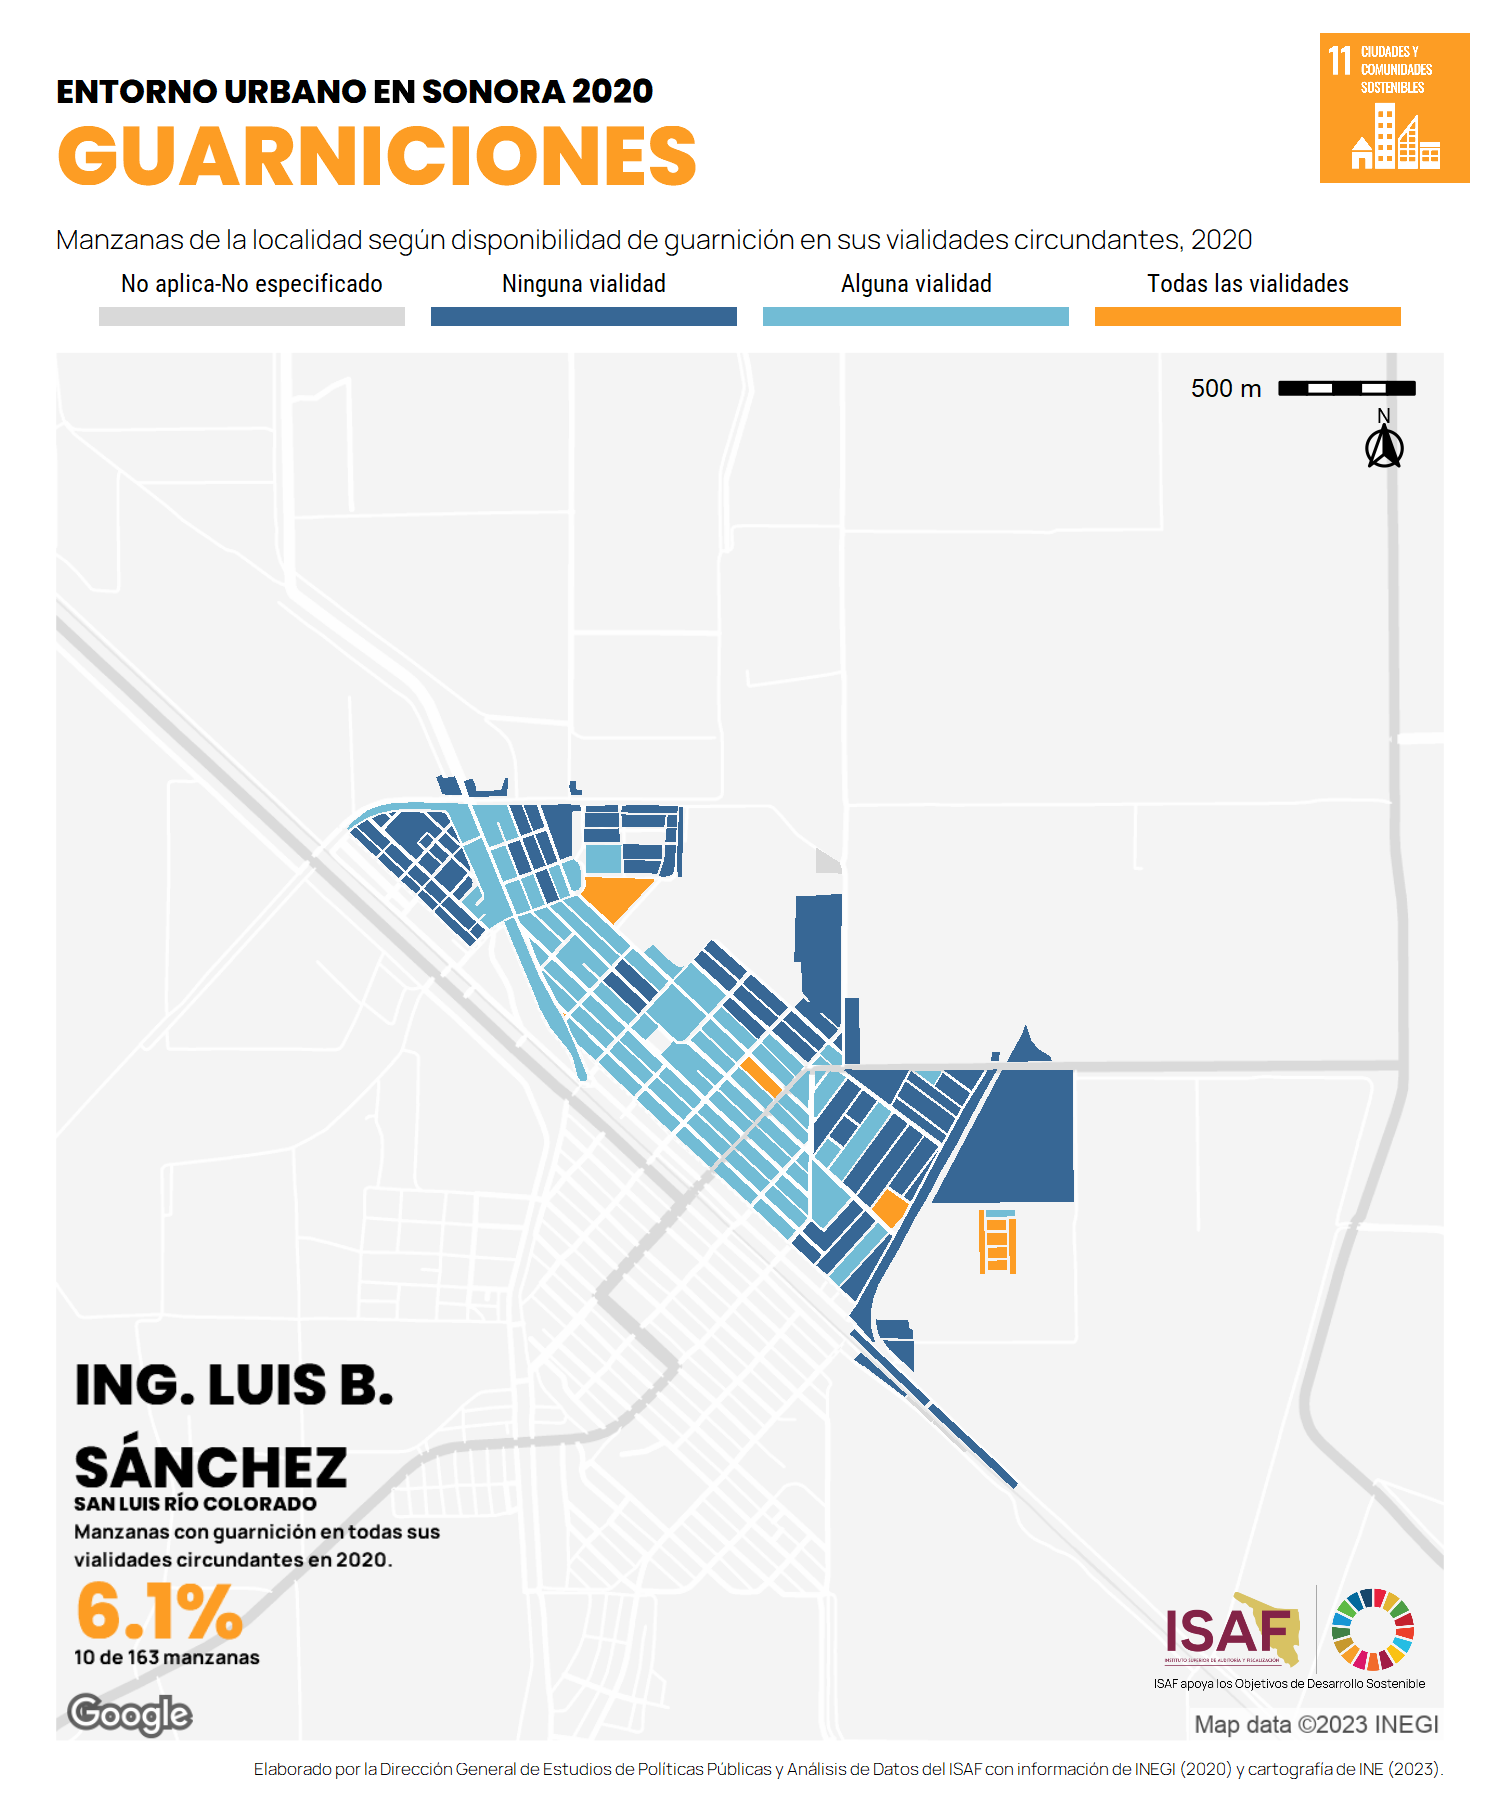 ENTORNO URBANO EN SONORA 2020
GUARNICIONES
11 CIUDADES Y
COMUNIDADES
SOSTENIBLES
Manzanas de la localidad según disponibilidad de guarnición en sus vialidades circundantes, 2020
No aplica-No especificado
Ninguna vialidad
Alguna vialidad
Todas las vialidades
500 m
N
ING. LUIS B.
SÁNCHEZ
SAN LUIS RÍO COLORADO
Manzanas con guarnición en todas sus
vialidades circundantes en 2020.
6.1%
10 de 163 manzanas
Google
ISAF
INSTITUTO SUPERIOR DE AUDITORÍA Y FISCALIZACIÓN
ISAF apoya los Objetivos de Desarrollo Sostenible
Map data ©2023 INEGI
Elaborado por la Dirección General de Estudios de Políticas Públicas y Análisis de Datos del ISAF con información de INEGI (2020) y cartografía de INE (2023).